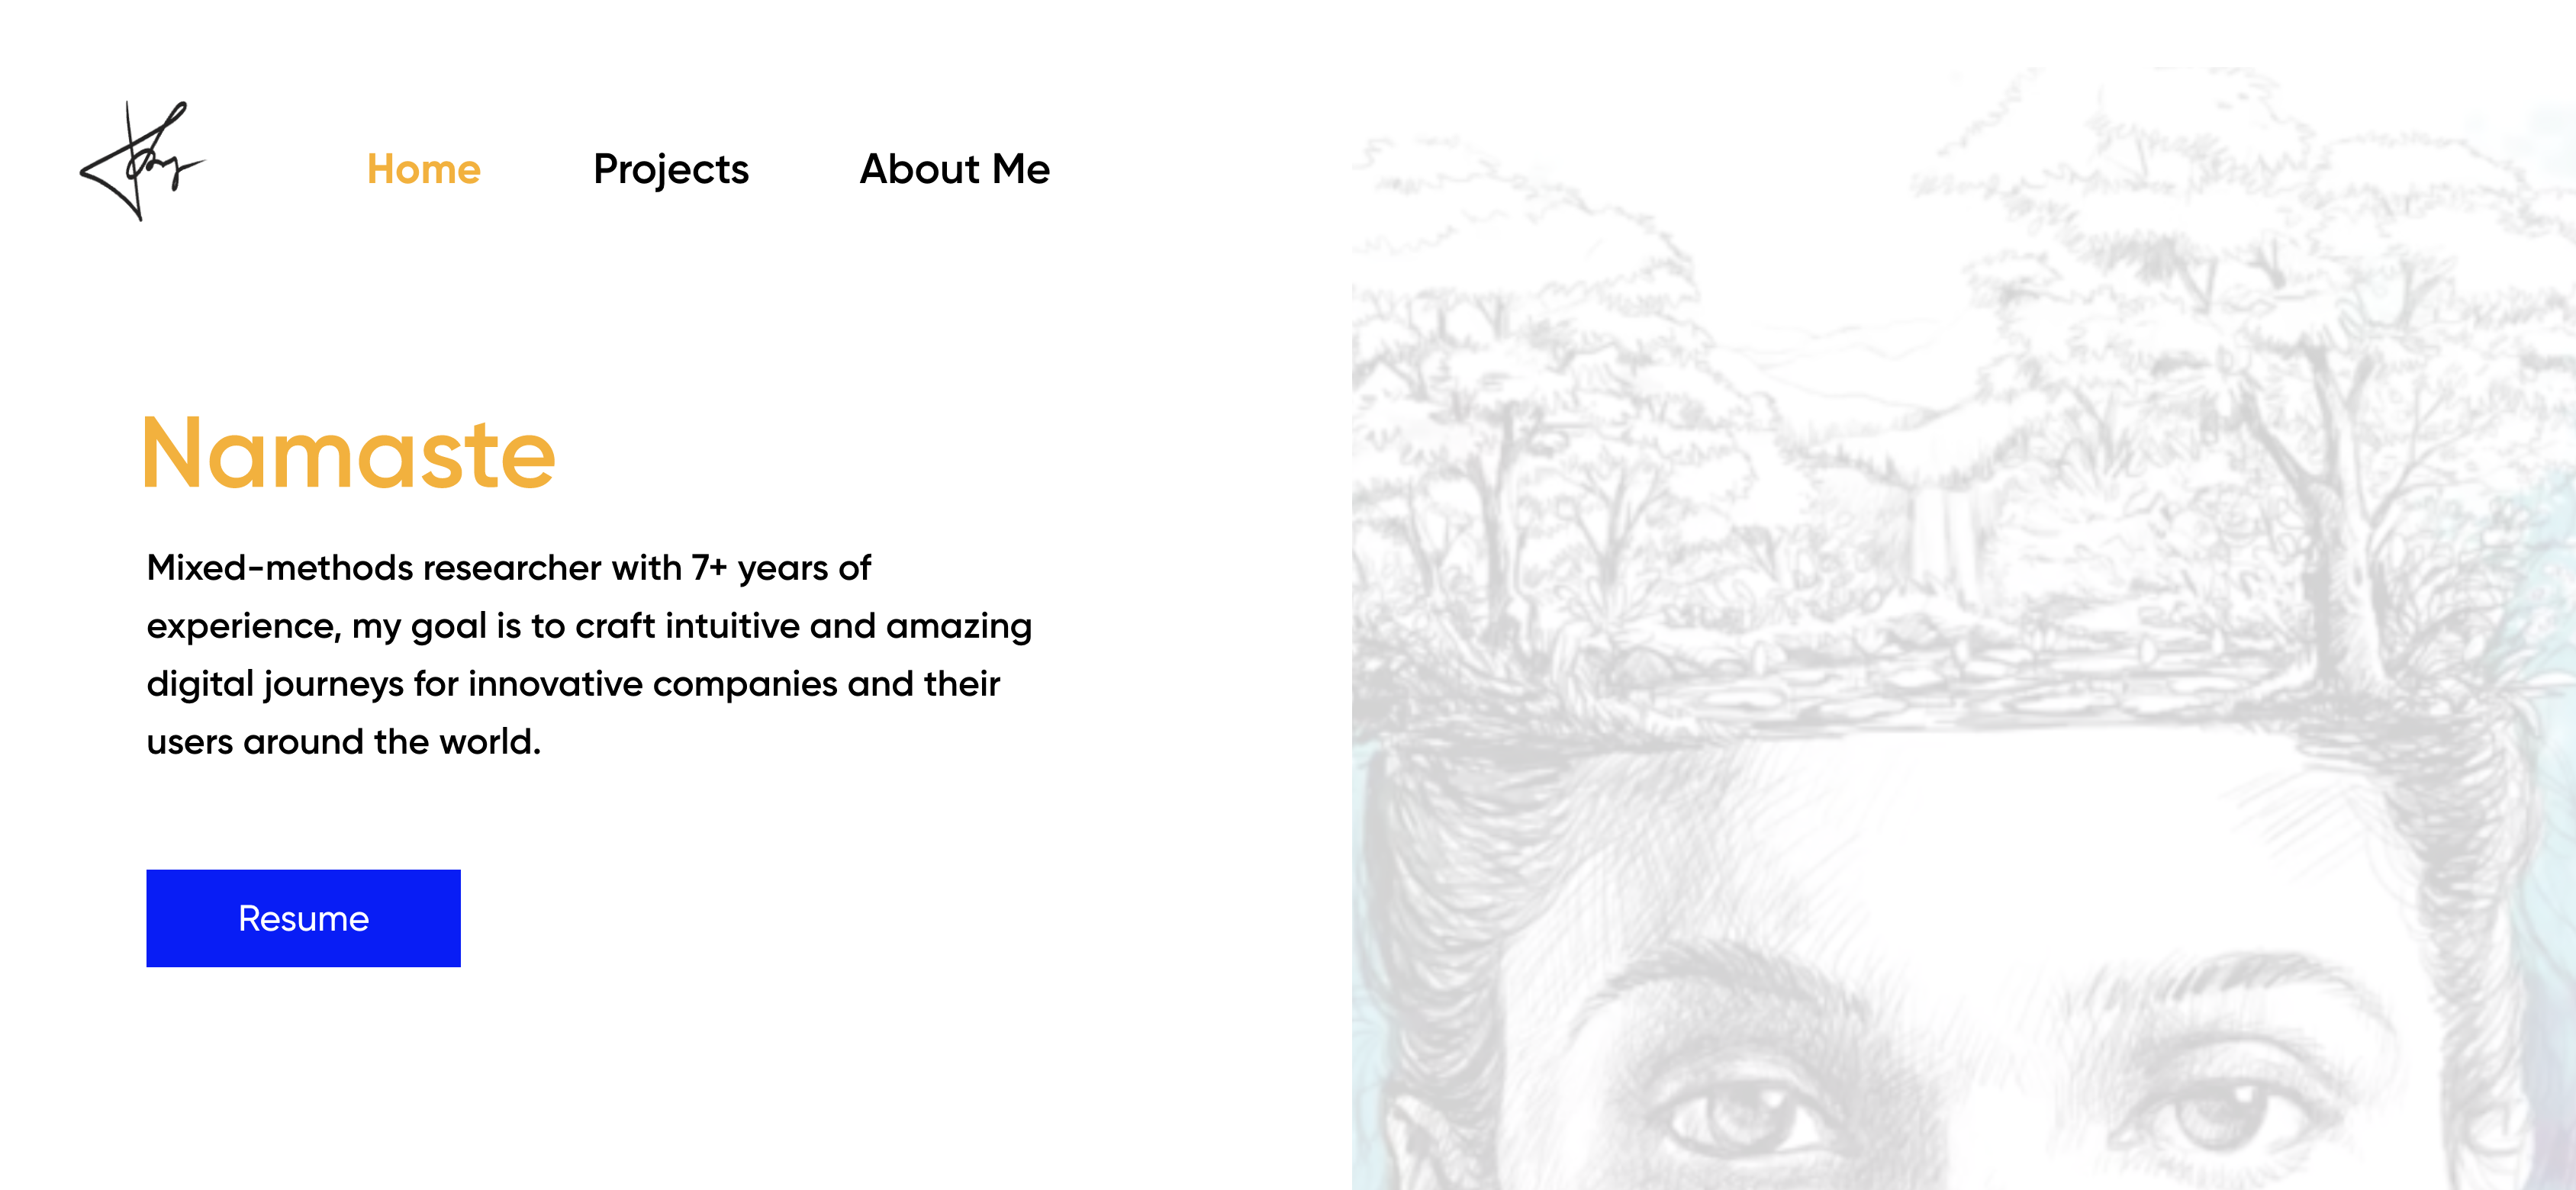 Home Projects About Me
Namaste
Mixed-methods researcher with 7+ years of
experience, my goal is to craft intuitive and amazing
digital journeys for innovative companies and their
users around the world.
Resume